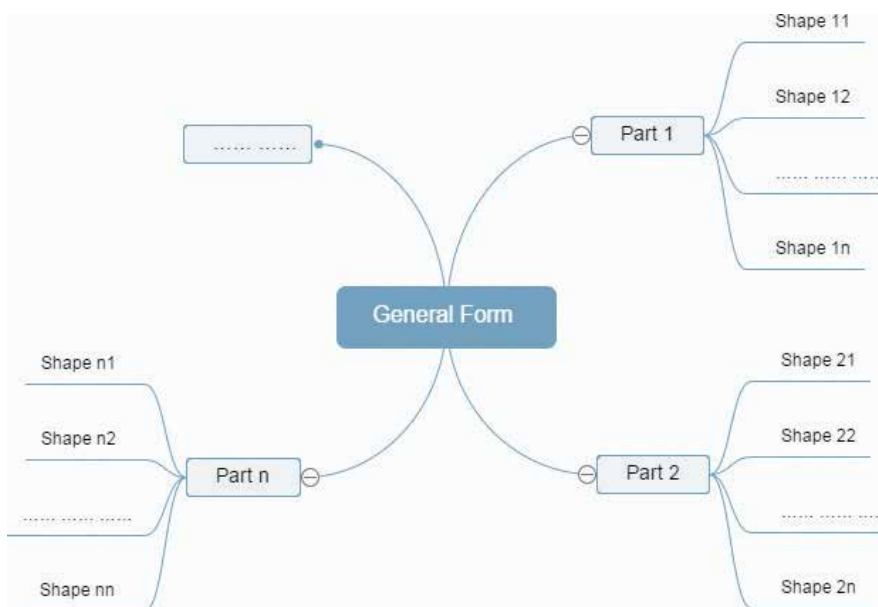 General Form
Part 1
Shape 11
Shape 12
...... ...... ......
Shape 1n
Part 2
Shape 21
Shape 22
...... ...... ......
Shape 2n
Part n
Shape n1
Shape n2
...... ...... ......
Shape nn
...... ......